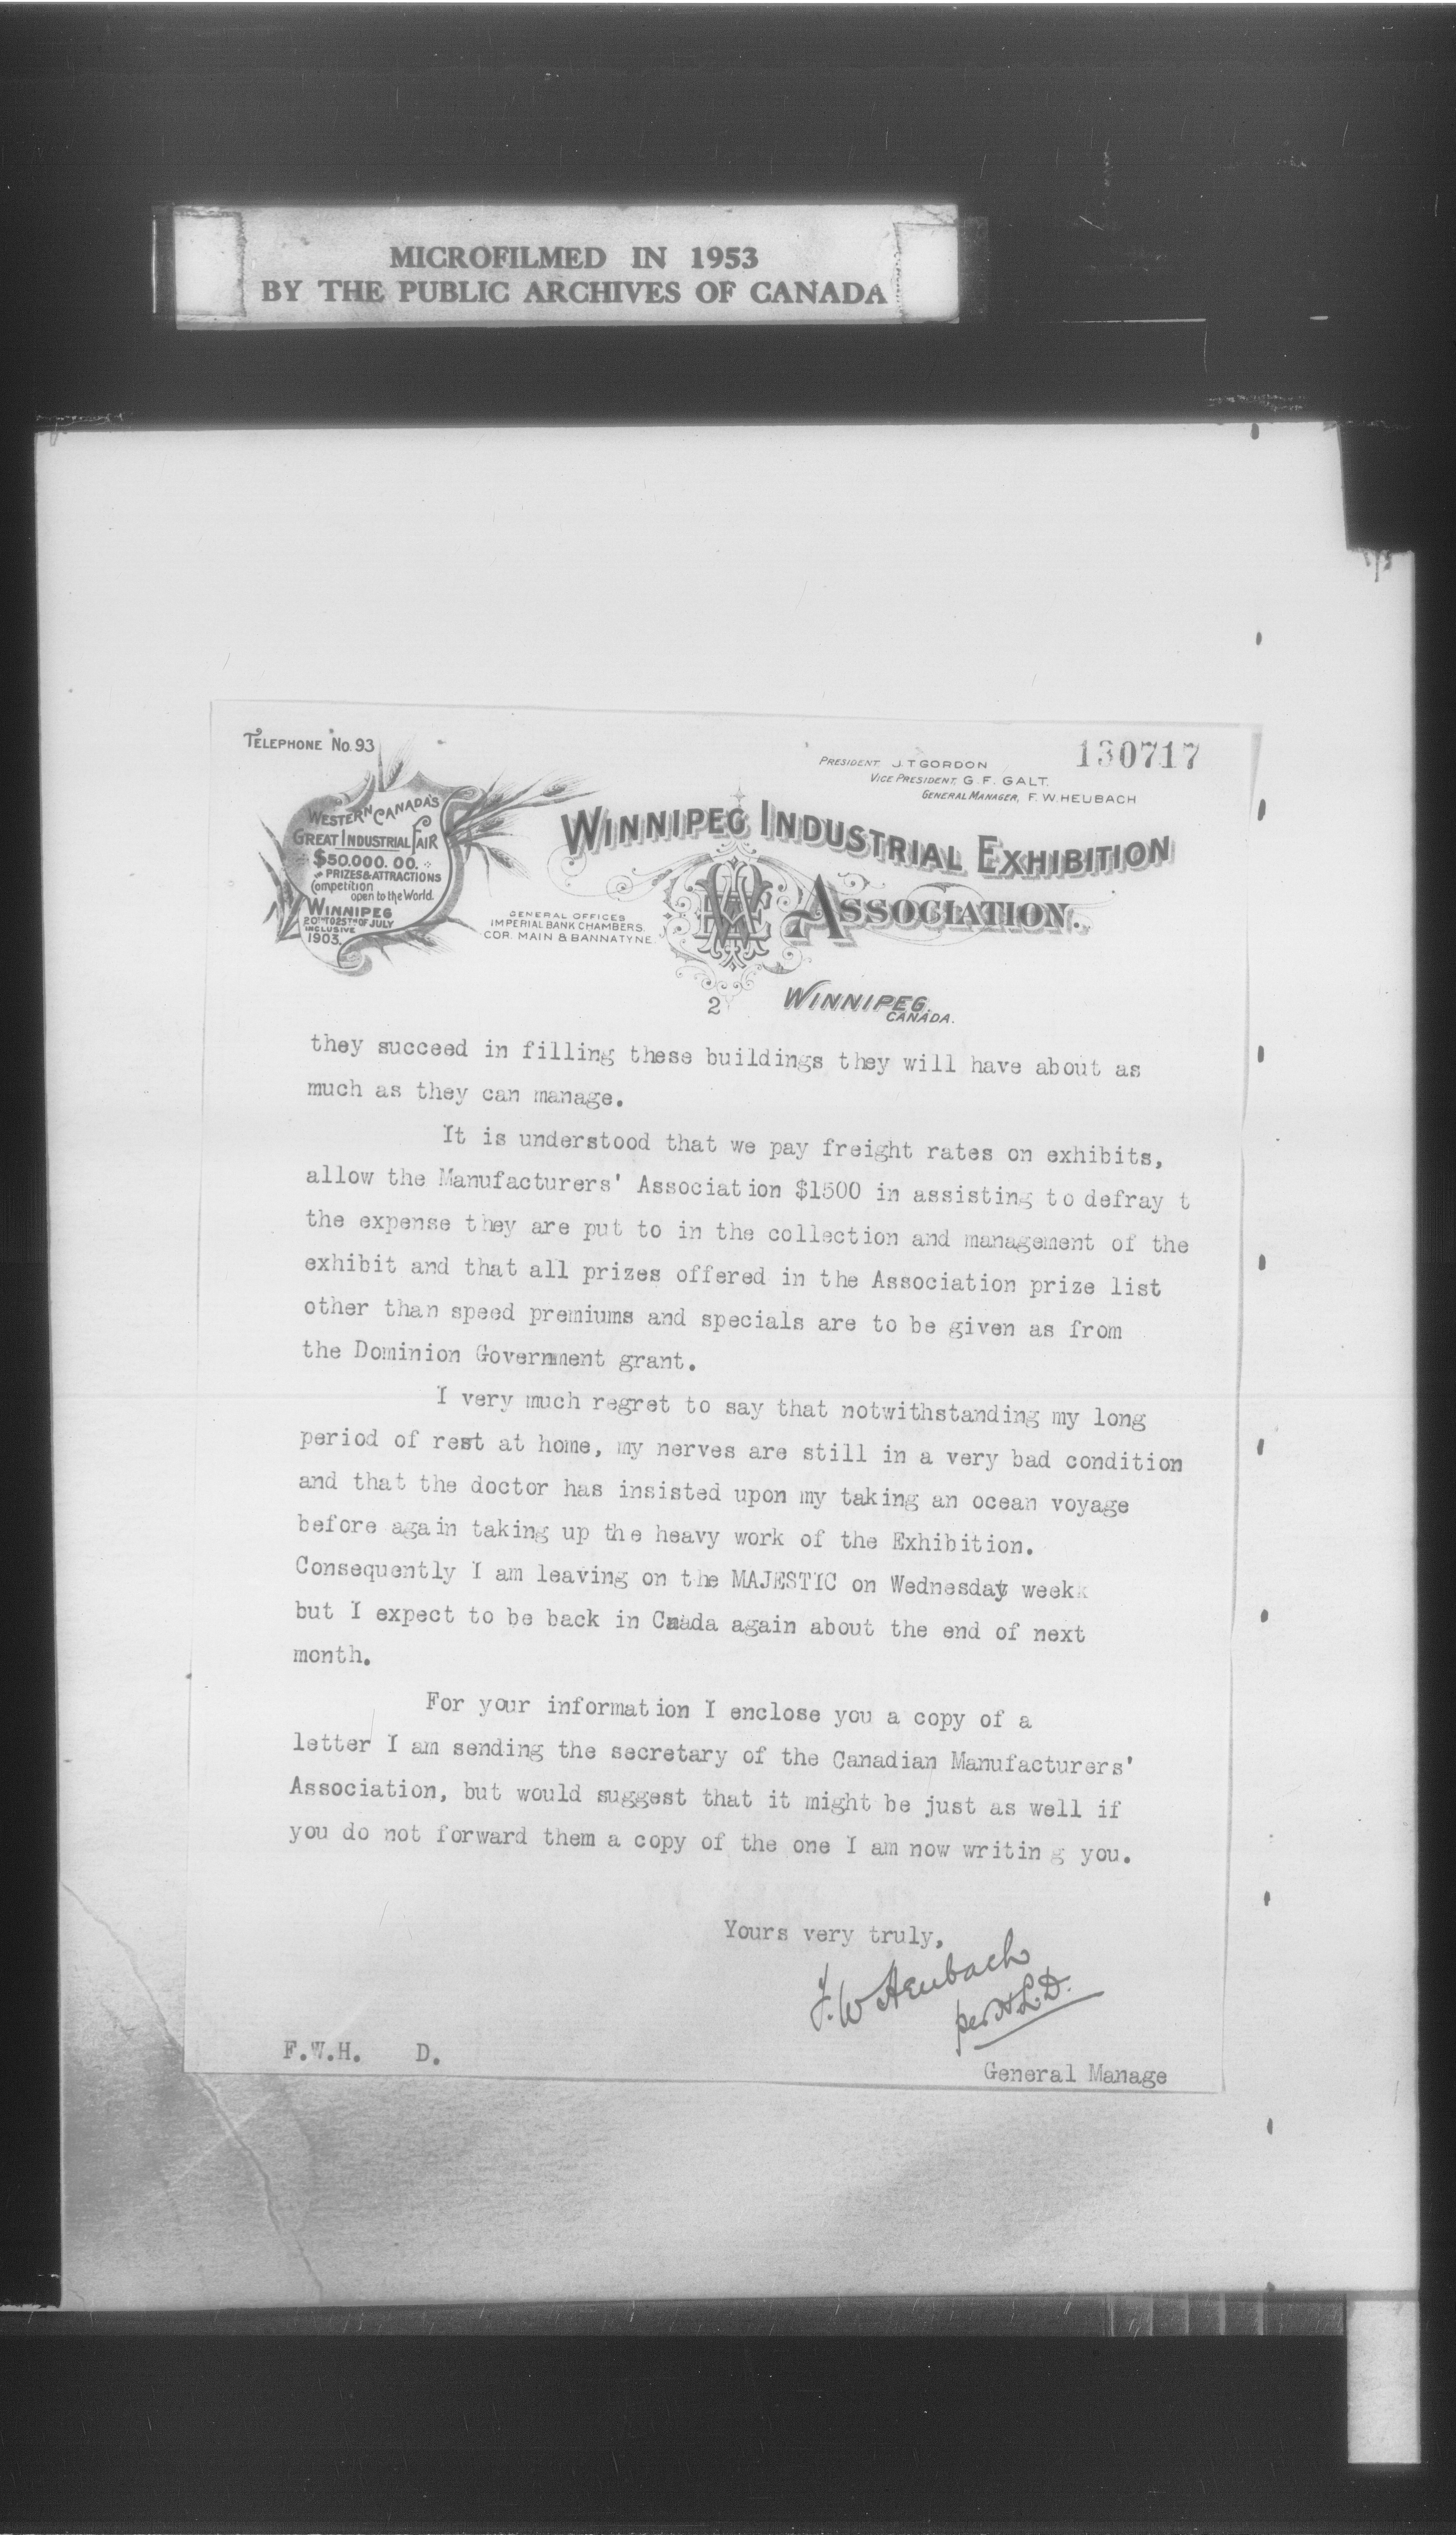 MICROFILMED IN 1953
BY THE PUBLIC ARCHIVES OF CANADA
TELEPHONE No. 93
130717
PRESIDENT, J. T GORDON
VICE PRESIDENT, G. F. GALT.
GENERAL MANAGER, F. W. HEUBACH
WESTERN CANADA'S
GREAT INDUSTRIAL FAIR
$50.000.00.
PRIZES & ATTRACTIONS
Competition
open to the World.
WINNIPEG
20TH TO 25TH OF JULY
INCLUSIVE
1903.
WINNIPEG INDUSTRIAL EXHIBITION
ASSOCIATION.
GENERAL OFFICES
IMPERIAL BANK CHAMBERS.
COR. MAIN & BANNATYNE.
2
WINNIPEG.
CANADA.
they succeed in filling these buildings they will have about as
much as they can manage.
It is understood that we pay freight rates on exhibits,
allow the Manufacturers' Association $1500 in assisting to defray t
the expense they are put to in the collection and management of the
exhibit and that all prizes offered in the Association prize list
other than speed premiums and specials are to be given as from
the Dominion Government grant.
I very much regret to say that notwithstanding my long
period of rest at home, my nerves are still in a very bad condition
and that the doctor has insisted upon my taking an ocean voyage
before again taking up the heavy work of the Exhibition.
Consequently I am leaving on the MAJESTIC on Wednesday week
but I expect to be back in Cnada again about the end of next
month.
For your information I enclose you a copy of a
letter I am sending the secretary of the Canadian Manufacturers'
Association, but would suggest that it might be just as well if
you do not forward them a copy of the one I am now writing you.
Yours very truly,
F. W Heubach
per H.L.D.
F.W.H. D.
General Manage